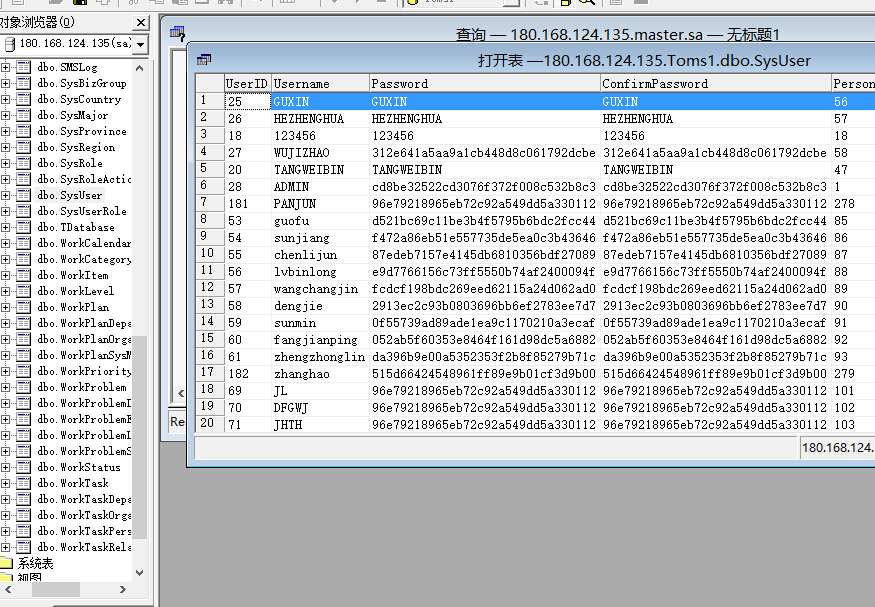 对象浏览器(O)
180.168.124.135(sa)
dbo.SMSLog
dbo.SysBizGroup
dbo.SysCountry
dbo.SysMajor
dbo.SysProvince
dbo.SysRegion
dbo.SysRole
dbo.SysRoleActic
dbo.SysUser
dbo.SysUserRole
dbo.TDatabase
dbo.WorkCalendar
dbo.WorkCategory
dbo.WorkItem
dbo.WorkLevel
dbo.WorkPlan
dbo.WorkPlanDepa
dbo.WorkPlanOrga
dbo.WorkPlanSysM
dbo.WorkPriority
dbo.WorkProblem
dbo.WorkProblem
dbo.WorkProblem
dbo.WorkProblem
dbo.WorkProblem
dbo.WorkStatus
dbo.WorkTask
dbo.WorkTaskDepa
dbo.WorkTaskOrga
dbo.WorkTaskPers
dbo.WorkTaskRela
系统表
视图
查询 — 180.168.124.135.master.sa — 无标题1
Re
打开表 —180.168.124.135.Toms1.dbo.SysUser
UserID Username Password ConfirmPassword Person
1 25 GUXIN GUXIN GUXIN 56
2 26 HEZHENGHUA HEZHENGHUA HEZHENGHUA 57
3 18 123456 123456 123456 18
4 27 WUJIZHAO 312e641a5aa9a1cb448d8c061792dcbe 312e641a5aa9a1cb448d8c061792dcbe 58
5 20 TANGWEIBIN TANGWEIBIN TANGWEIBIN 47
6 28 ADMIN cd8be32522cd3076f372f008c532b8c3 cd8be32522cd3076f372f008c532b8c3 1
7 181 PANJUN 96e79218965eb72c92a549dd5a330112 96e79218965eb72c92a549dd5a330112 278
8 53 guofu d521bc69c11be3b4f5795b6bdc2fcc44 d521bc69c11be3b4f5795b6bdc2fcc44 85
9 54 sunjiang f472a86eb51e557735de5ea0c3b43646 f472a86eb51e557735de5ea0c3b43646 86
10 55 chenlijun 87edeb7157e4145db6810356bdf27089 87edeb7157e4145db6810356bdf27089 87
11 56 lvbinlong e9d7766156c73ff5550b74af2400094f e9d7766156c73ff5550b74af2400094f 88
12 57 wangchangjin fcdcf198bdc269eed62115a24d062ad0 fcdcf198bdc269eed62115a24d062ad0 89
13 58 dengjie 2913ec2c93b0803696bb6ef2783ee7d7 2913ec2c93b0803696bb6ef2783ee7d7 90
14 59 sunmin 0f55739ad89ade1ea9c1170210a3ecaf 0f55739ad89ade1ea9c1170210a3ecaf 91
15 60 fangjianping 052ab5f60353e8464f161d98dc5a6882 052ab5f60353e8464f161d98dc5a6882 92
16 61 zhengzhonglin da396b9e00a5352353f2b8f85279b71c da396b9e00a5352353f2b8f85279b71c 93
17 182 zhanghao 515d66424548961ff89e9b01cf3d9b00 515d66424548961ff89e9b01cf3d9b00 279
18 69 JL 96e79218965eb72c92a549dd5a330112 96e79218965eb72c92a549dd5a330112 101
19 70 DFGWJ 96e79218965eb72c92a549dd5a330112 96e79218965eb72c92a549dd5a330112 102
20 71 JHTH 96e79218965eb72c92a549dd5a330112 96e79218965eb72c92a549dd5a330112 103
180.168.124.